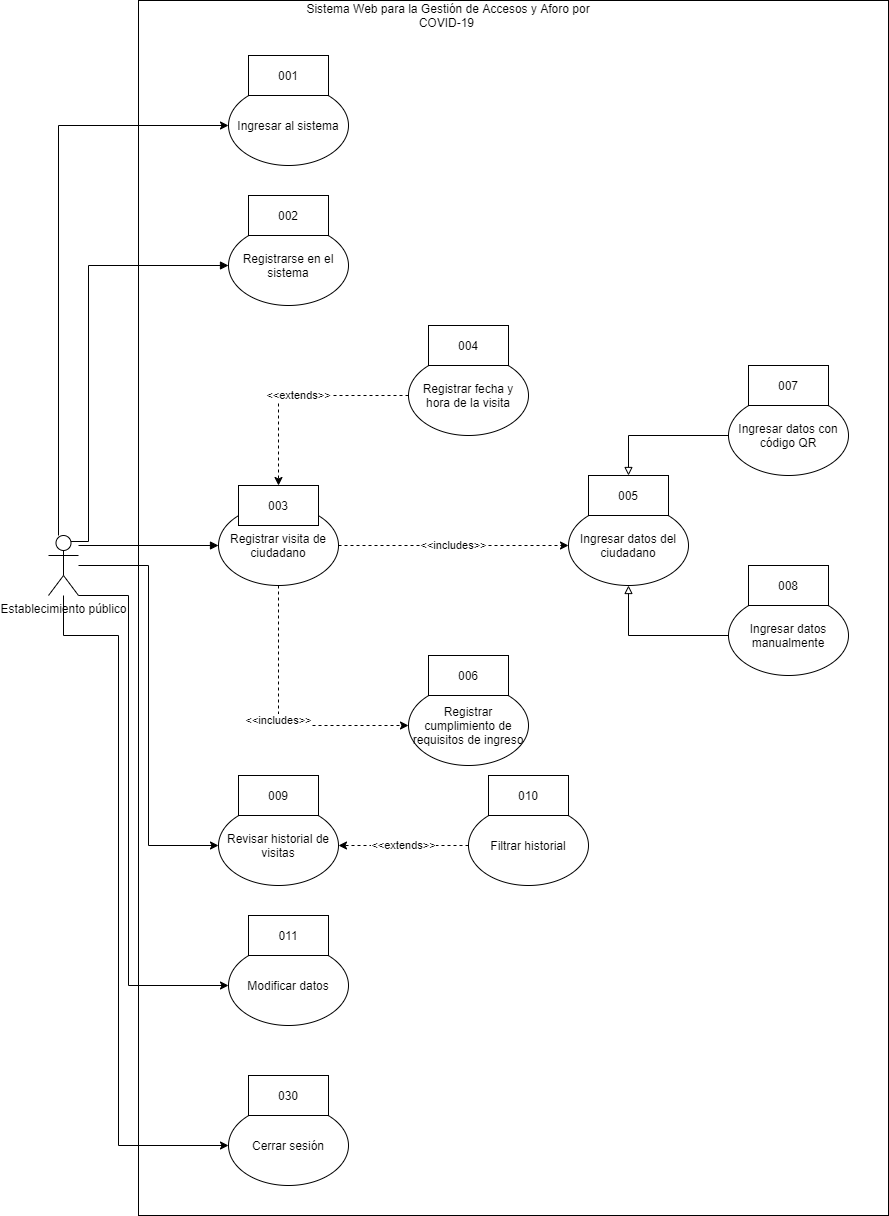 Sistema Web para la Gestión de Accesos y Aforo por
COVID-19
001
Ingresar al sistema
002
Registrarse en el
sistema
004
Registrar fecha y
hora de la visita
<<extends>>
007
Ingresar datos con
código QR
003
Registrar visita de
ciudadano
<<includes>>
005
Ingresar datos del
ciudadano
008
Ingresar datos
manualmente
Establecimiento público
006
Registrar
cumplimiento de
requisitos de ingreso
<<includes>>
009
Revisar historial de
visitas
<<extends>>
010
Filtrar historial
011
Modificar datos
030
Cerrar sesión